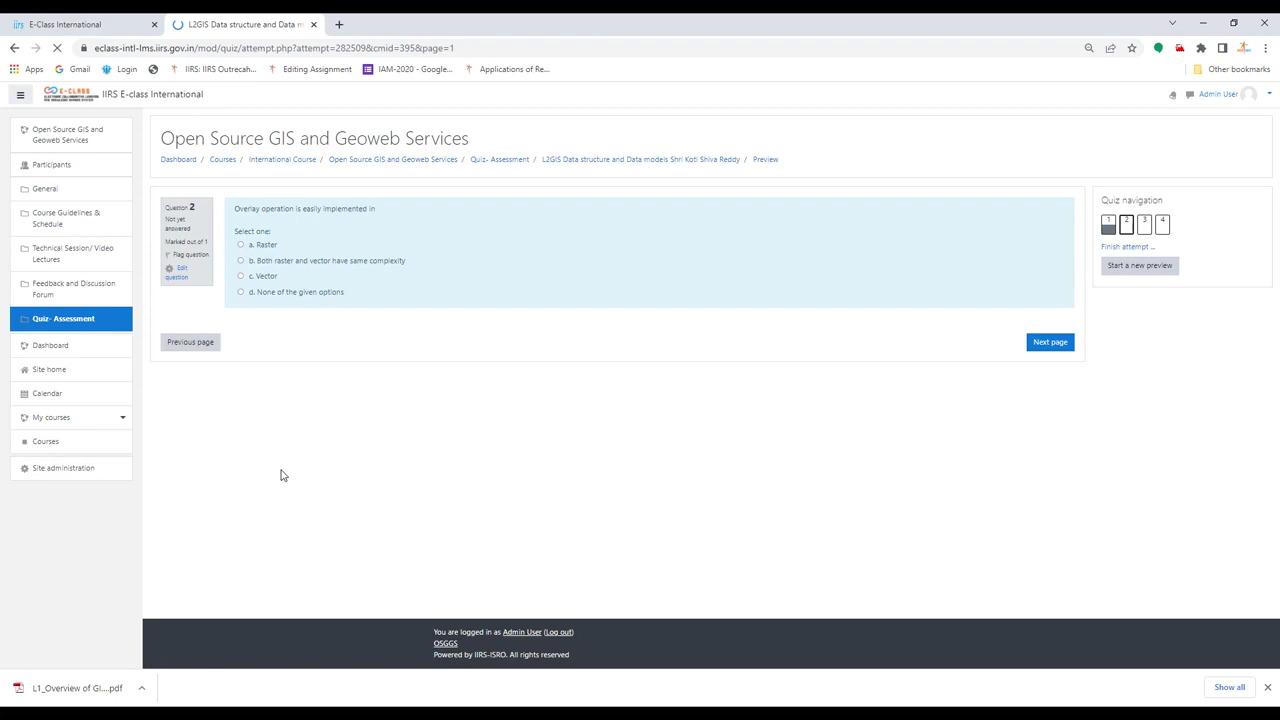 E-Class International
L2GIS Data structure and Data m
eclass-intl-lms.iirs.gov.in/mod/quiz/attempt.php?attempt=282509&cmid=395&page=1
Apps
Gmail
Login
IIRS: IIRS Outrecah...
Editing Assignment
IAM-2020 - Google...
Applications of Re...
Other bookmarks
E-CLASS
IIRS E-class International
Admin User
Open Source GIS and
Geoweb Services
Participants
General
Course Guidelines &
Schedule
Technical Session/ Video
Lectures
Feedback and Discussion
Forum
Quiz- Assessment
Dashboard
Site home
Calendar
My courses
Courses
Site administration
Open Source GIS and Geoweb Services
Dashboard / Courses / International Course / Open Source GIS and Geoweb Services / Quiz- Assessment / L2GIS Data structure and Data models Shri Koti Shiva Reddy / Preview
Question 2
Not yet
answered
Marked out of 1
Flag question
Edit
question
Overlay operation is easily implemented in
Select one:
a. Raster
b. Both raster and vector have same complexity
c. Vector
d. None of the given options
Previous page
Next page
Quiz navigation
1 2 3 4
Finish attempt ...
Start a new preview
You are logged in as Admin User (Log out)
OSGGS
Powered by IIRS-ISRO. All rights reserved
L1_Overview of GI....pdf
Show all